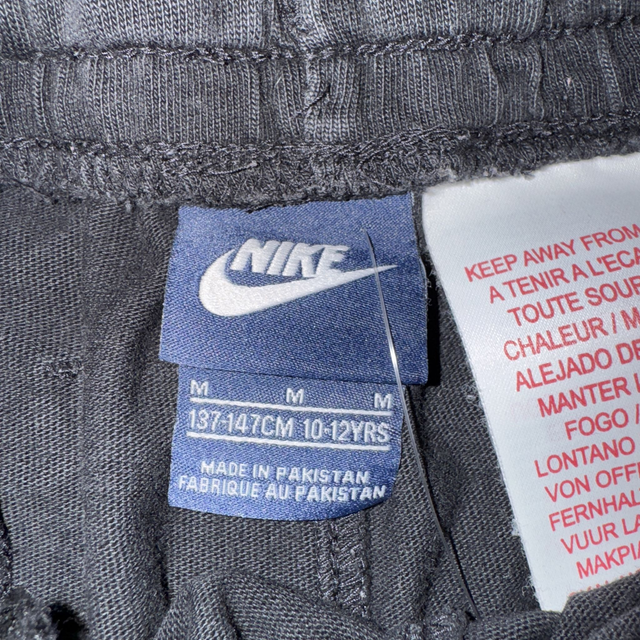 NIKE
M M M
137-147CM 10-12YRS
MADE IN PAKISTAN
FABRIQUE AU PAKISTAN
KEEP AWAY FROM
A TENIR A L'ECA
TOUTE SOUR
CHALEUR / M
ALEJADO DE
MANTER
FOGO /
LONTANO
VON OFF
FERNHAL
VUUR LA
MAKPI